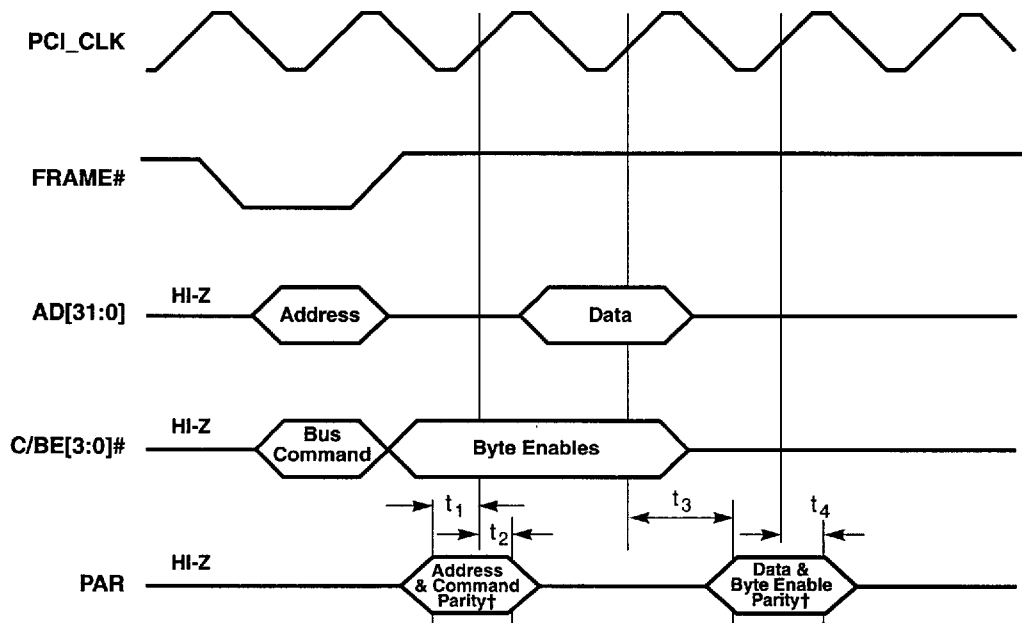 PCI_CLK
FRAME#
AD[31:0]
HI-Z
Address
Data
C/BE[3:0]#
HI-Z
Bus
Command
Byte Enables
t1
t2
t3
t4
PAR
HI-Z
Address
& Command
Parity†
Data &
Byte Enable
Parity†